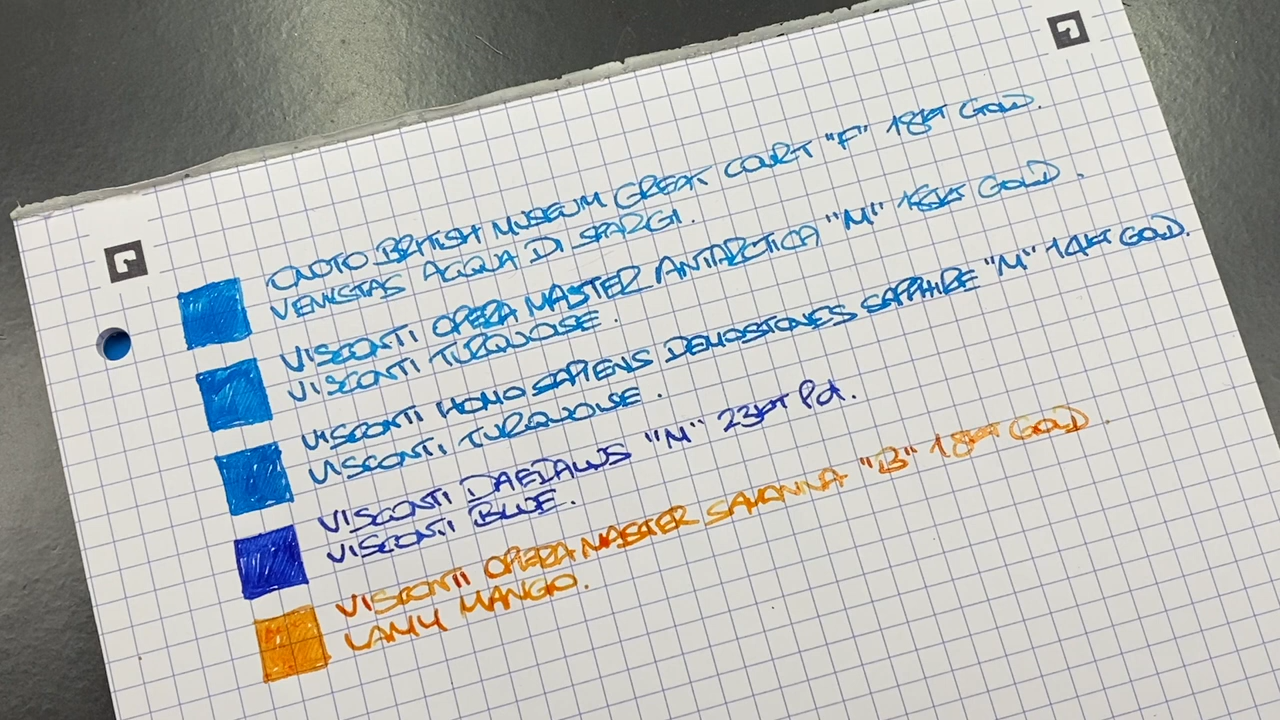 ONOTO BRITISH MUSEUM GREAT COURT "F" 18kt GOLD.
VENVSTAS ACQUA DI SPARGI.
VISCONTI OPERA MASTER ANTARCTICA "M" 18kt GOLD.
VISCONTI TURQUOISE.
VISCONTI HOMO SAPIENS DEMOSTONES SAPPHIRE "M" 14kt GOLD.
VISCONTI TURQUOISE.
VISCONTI DAEDALUS "M" 23kt Pd.
VISCONTI BLUE.
VISCONTI OPERA MASTER SAVANNA "B" 18kt GOLD
LAMY MANGO.